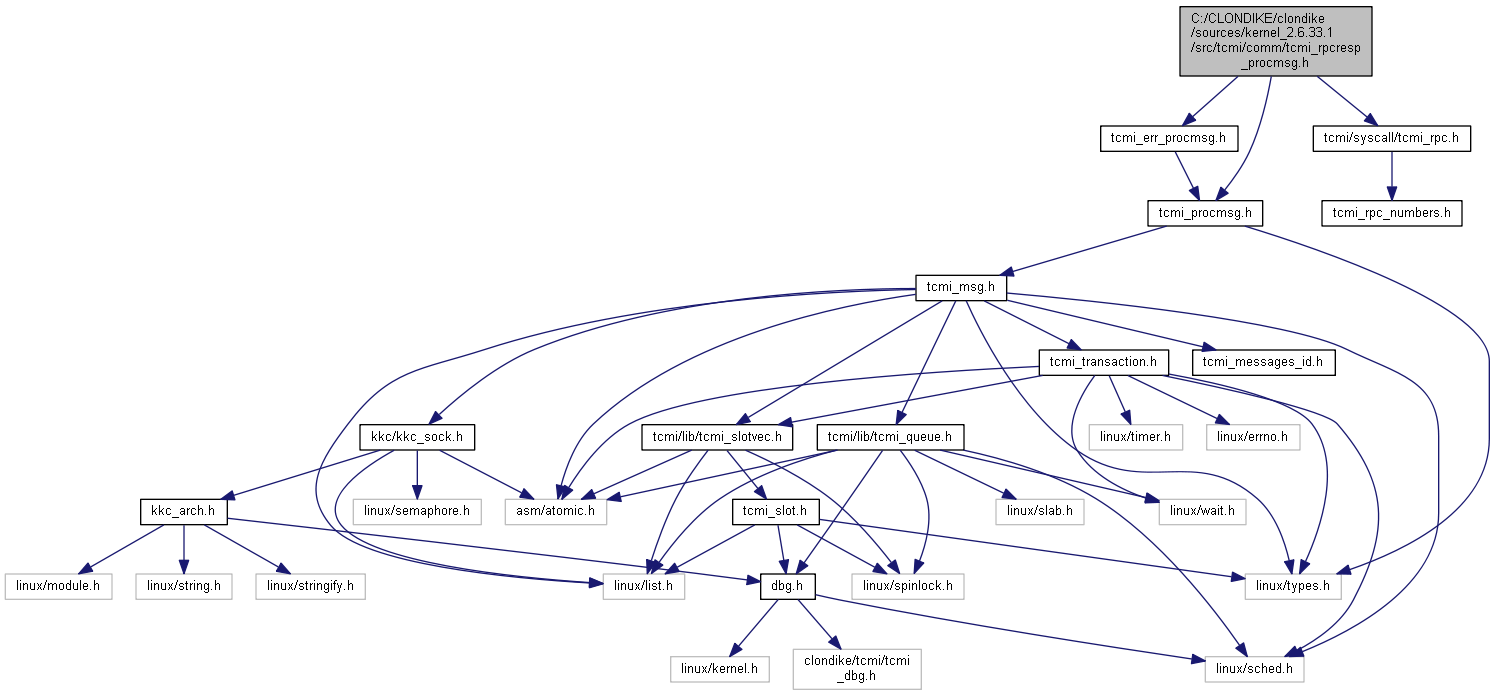 C:/CLONDIKE/clondike
/sources/kernel_2.6.33.1
/src/tcmi/comm/tcmi_rpcresp
_procmsg.h
tcmi_err_procmsg.h
tcmi/syscall/tcmi_rpc.h
tcmi_procmsg.h
tcmi_rpc_numbers.h
tcmi_msg.h
tcmi_transaction.h
tcmi_messages_id.h
kkc/kkc_sock.h
tcmi/lib/tcmi_slotvec.h
tcmi/lib/tcmi_queue.h
linux/timer.h
linux/errno.h
kkc_arch.h
linux/semaphore.h
asm/atomic.h
tcmi_slot.h
linux/slab.h
linux/wait.h
linux/module.h
linux/string.h
linux/stringify.h
linux/list.h
dbg.h
linux/spinlock.h
linux/types.h
linux/kernel.h
clondike/tcmi/tcmi
_dbg.h
linux/sched.h